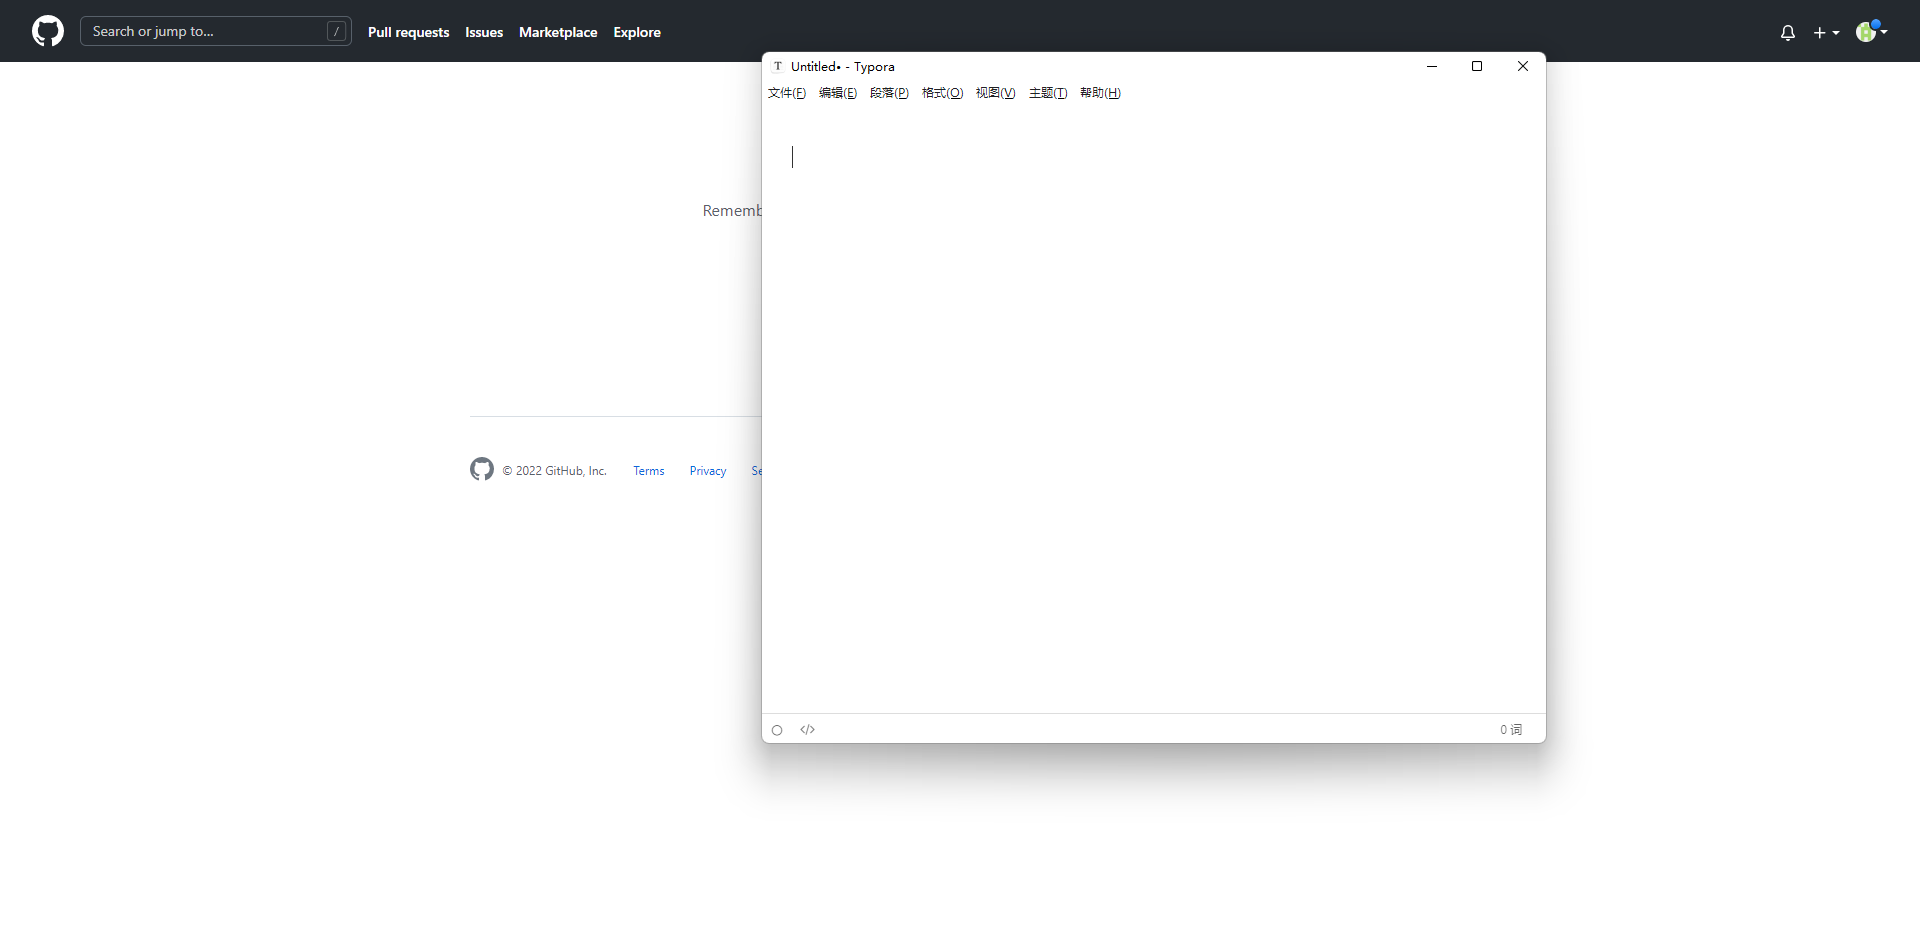 Search or jump to... /
Pull requests Issues Marketplace Explore
Untitled• - Typora
文件(F) 编辑(E) 段落(P) 格式(O) 视图(V) 主题(T) 帮助(H)
Rememb
© 2022 GitHub, Inc. Terms Privacy Se
</> 0 词